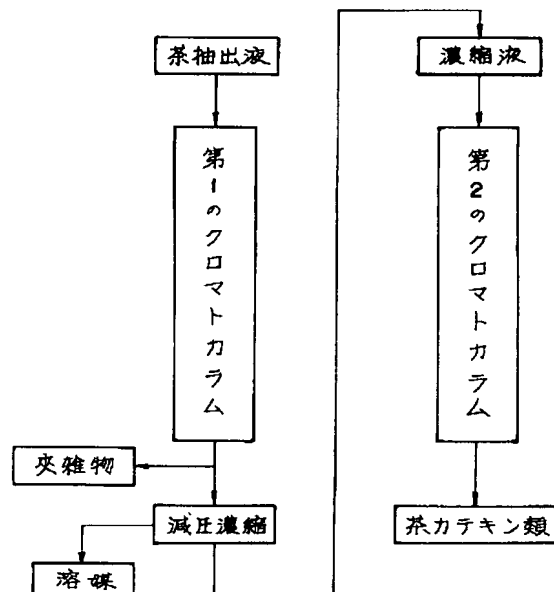 茶抽出液
第1のクロマトカラム
夾雑物
減圧濃縮
溶媒
濃縮液
第2のクロマトカラム
茶カテキン類